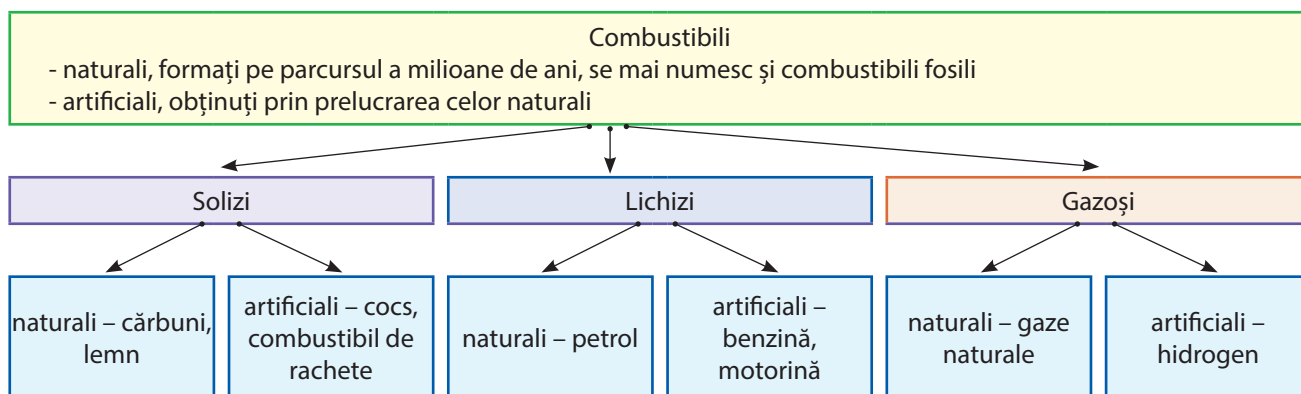 Combustibili
- naturali, formați pe parcursul a milioane de ani, se mai numesc și combustibili fosili
- artificiali, obținuți prin prelucrarea celor naturali
Solizi
Lichizi
Gazoși
naturali – cărbuni,
lemn
artificiali – cocs,
combustibil de
rachete
naturali – petrol
artificiali –
benzină,
motorină
naturali – gaze
naturale
artificiali –
hidrogen